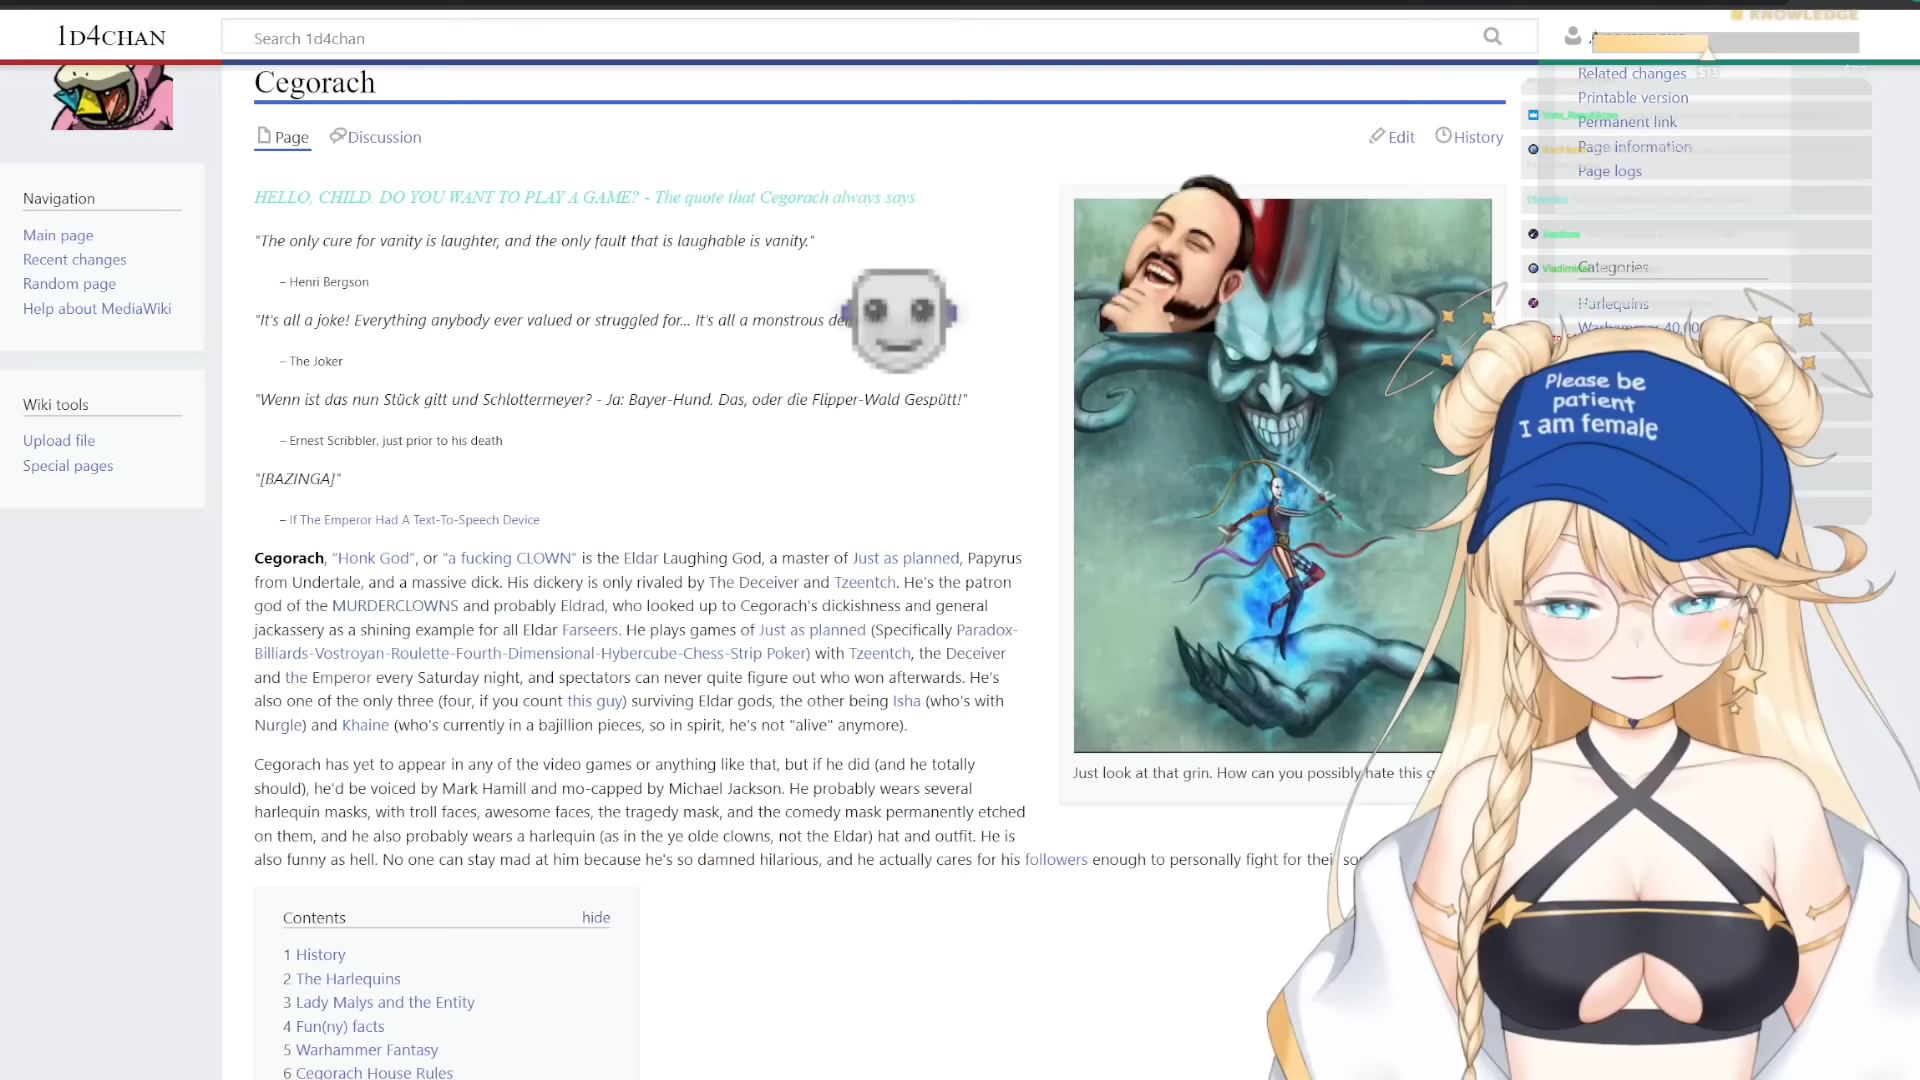 KNOWLEDGE
1D4CHAN
Search 1d4chan
$13
Cegorach
Page
Discussion
Edit
History
Related changes
Printable version
Permanent link
Page information
Page logs
Vote_Republican
Categories
Harlequins
Warhammer 40,00
Navigation
Main page
Recent changes
Random page
Help about MediaWiki
Wiki tools
Upload file
Special pages
HELLO, CHILD. DO YOU WANT TO PLAY A GAME? - The quote that Cegorach always says
"The only cure for vanity is laughter, and the only fault that is laughable is vanity."
– Henri Bergson
"It's all a joke! Everything anybody ever valued or struggled for... It's all a monstrous de
– The Joker
"Wenn ist das nun Stück gitt und Schlottermeyer? - Ja: Bayer-Hund. Das, oder die Flipper-Wald Gespütt!"
– Ernest Scribbler, just prior to his death
"[BAZINGA]"
– If The Emperor Had A Text-To-Speech Device
Cegorach, "Honk God", or "a fucking CLOWN" is the Eldar Laughing God, a master of Just as planned, Papyrus
from Undertale, and a massive dick. His dickery is only rivaled by The Deceiver and Tzeentch. He's the patron
god of the MURDERCLOWNS and probably Eldrad, who looked up to Cegorach's dickishness and general
jackassery as a shining example for all Eldar Farseers. He plays games of Just as planned (Specifically Paradox-
Billiards-Vostroyan-Roulette-Fourth-Dimensional-Hybercube-Chess-Strip Poker) with Tzeentch, the Deceiver
and the Emperor every Saturday night, and spectators can never quite figure out who won afterwards. He's
also one of the only three (four, if you count this guy) surviving Eldar gods, the other being Isha (who's with
Nurgle) and Khaine (who's currently in a bajillion pieces, so in spirit, he's not "alive" anymore).
Cegorach has yet to appear in any of the video games or anything like that, but if he did (and he totally
should), he'd be voiced by Mark Hamill and mo-capped by Michael Jackson. He probably wears several
harlequin masks, with troll faces, awesome faces, the tragedy mask, and the comedy mask permanently etched
on them, and he also probably wears a harlequin (as in the ye olde clowns, not the Eldar) hat and outfit. He is
also funny as hell. No one can stay mad at him because he's so damned hilarious, and he actually cares for his followers enough to personally fight for their so
Just look at that grin. How can you possibly hate this g
Please be
patient
I am female
Contents
hide
1 History
2 The Harlequins
3 Lady Malys and the Entity
4 Fun(ny) facts
5 Warhammer Fantasy
6 Cegorach House Rules